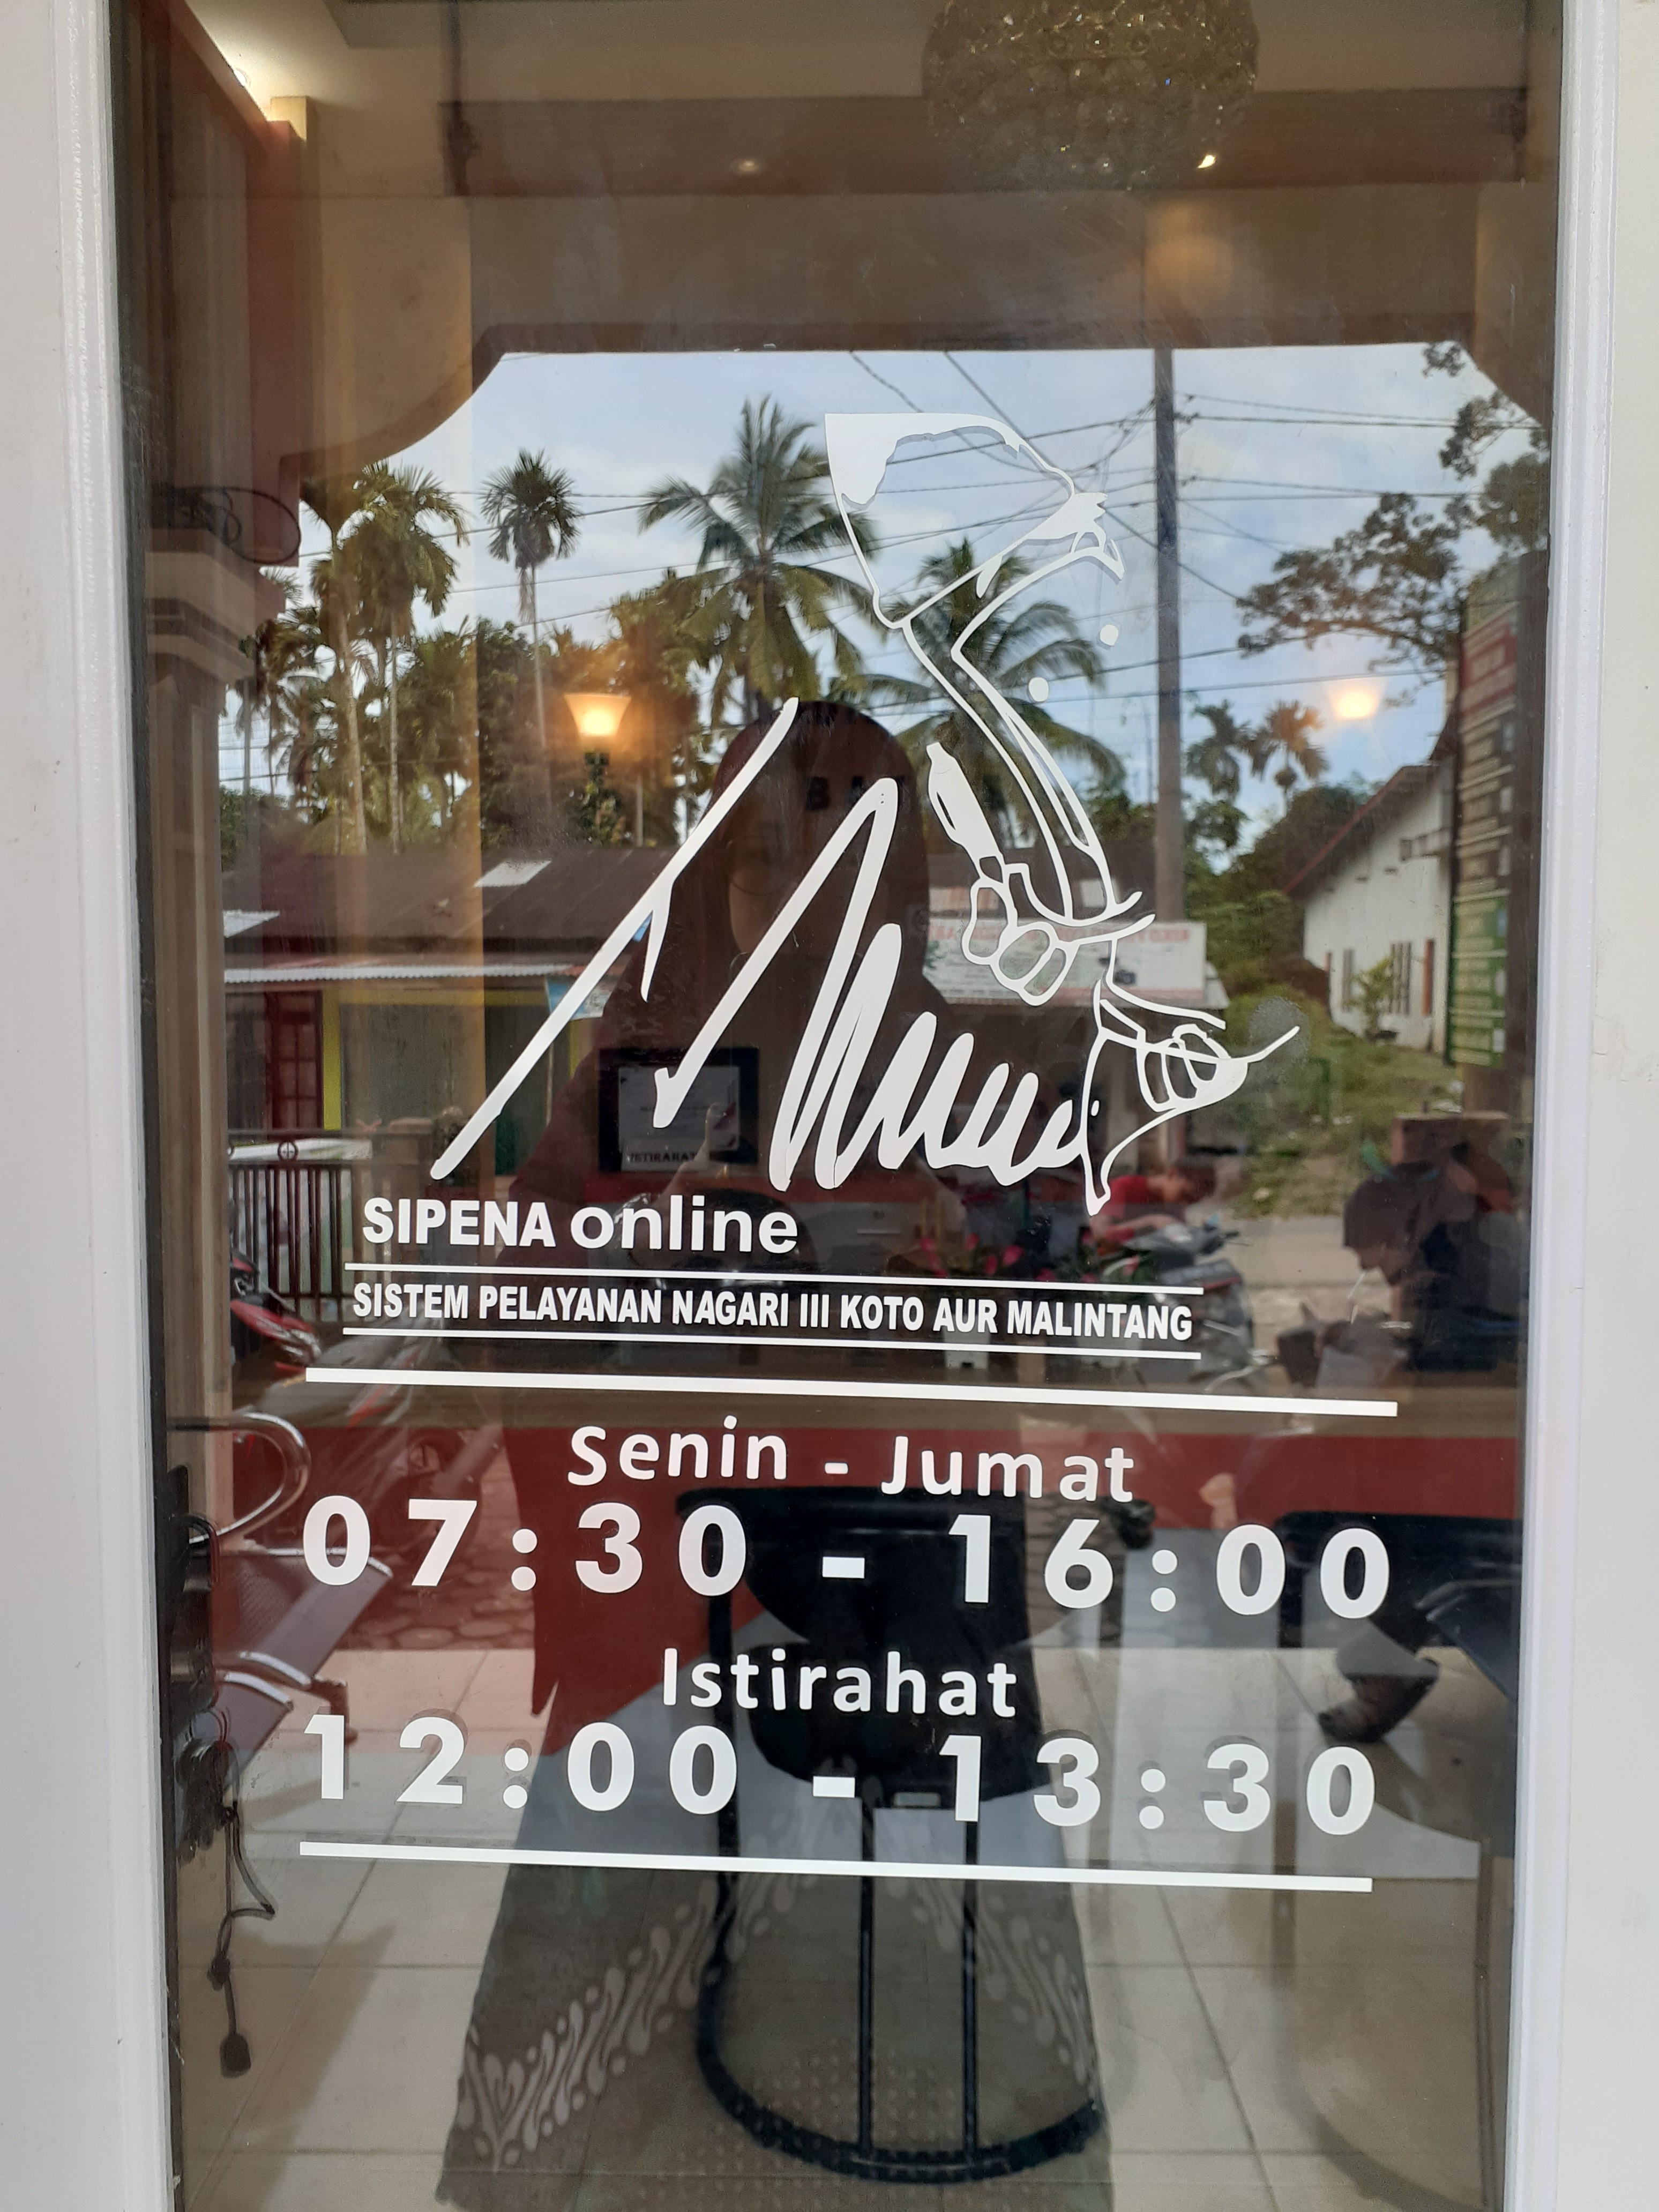 SIPENA online
SISTEM PELAYANAN NAGARI III KOTO AUR MALINTANG
Senin - Jumat
07:30 - 16:00
Istirahat
12:00 - 13:30
ISTIRAHAT